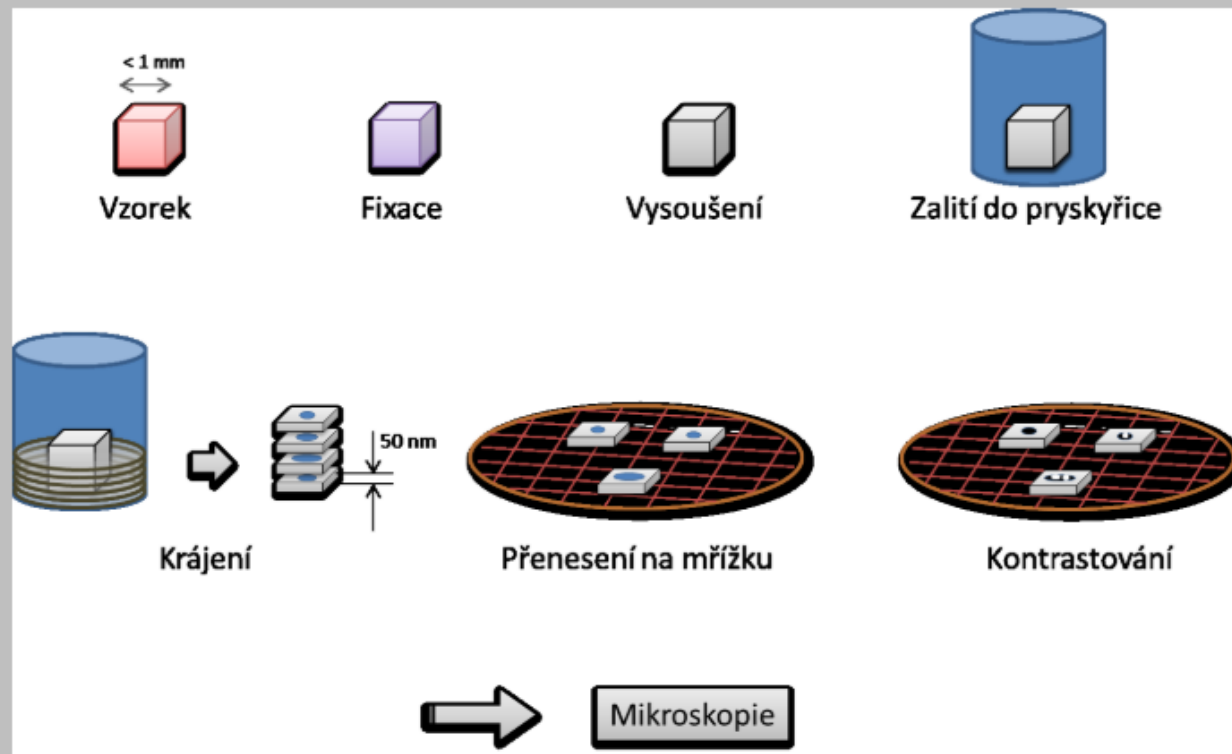 < 1 mm
Vzorek
Fixace
Vysoušení
Zalití do pryskyřice
50 nm
Krájení
Přenesení na mřížku
Kontrastování
Mikroskopie